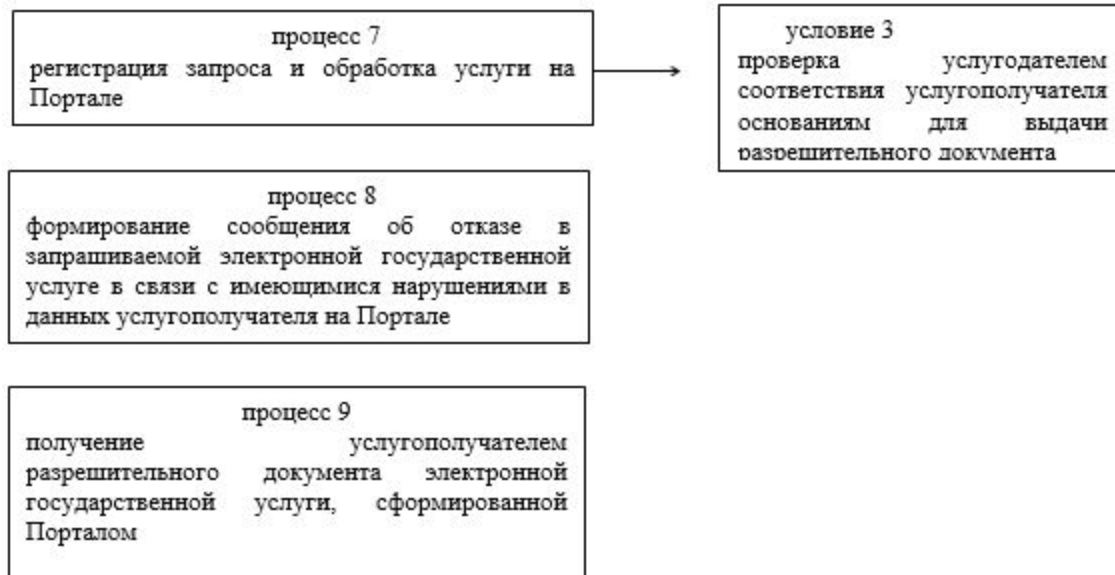 процесс 7
регистрация запроса и обработка услуги на
Портале
условие 3
проверка услугодателем
соответствия услугополучателя
основаниям для выдачи
разрешительного документа
процесс 8
формирование сообщения об отказе в
запрашиваемой электронной государственной
услуге в связи с имеющимися нарушениями в
данных услугополучателя на Портале
процесс 9
получение услугополучателем
разрешительного документа электронной
государственной услуги, сформированной
Порталом